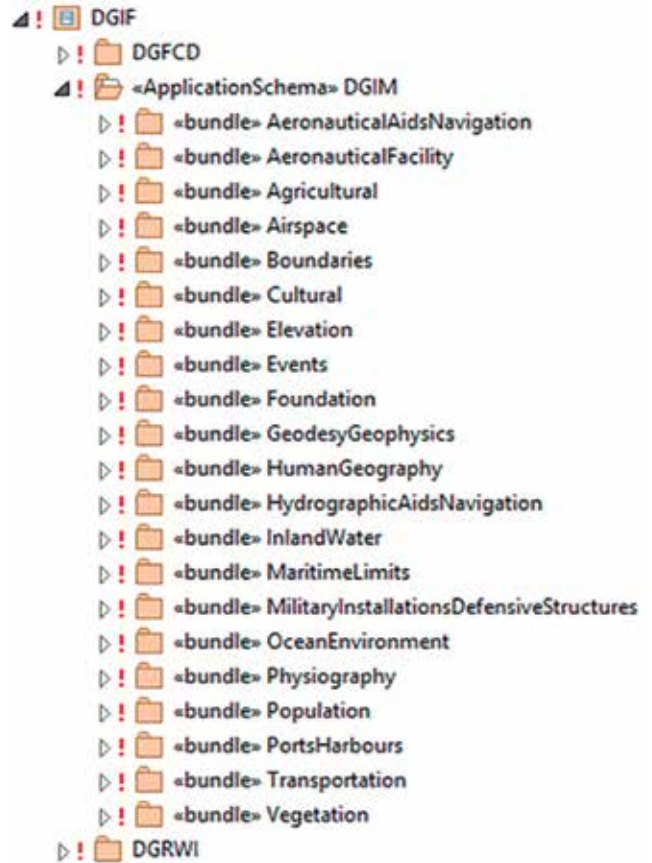 DGIF
DGFCD
«ApplicationSchema» DGIM
«bundle» AeronauticalAidsNavigation
«bundle» AeronauticalFacility
«bundle» Agricultural
«bundle» Airspace
«bundle» Boundaries
«bundle» Cultural
«bundle» Elevation
«bundle» Events
«bundle» Foundation
«bundle» GeodesyGeophysics
«bundle» HumanGeography
«bundle» HydrographicAidsNavigation
«bundle» InlandWater
«bundle» MaritimeLimits
«bundle» MilitaryInstallationsDefensiveStructures
«bundle» OceanEnvironment
«bundle» Physiography
«bundle» Population
«bundle» PortsHarbours
«bundle» Transportation
«bundle» Vegetation
DGRWI